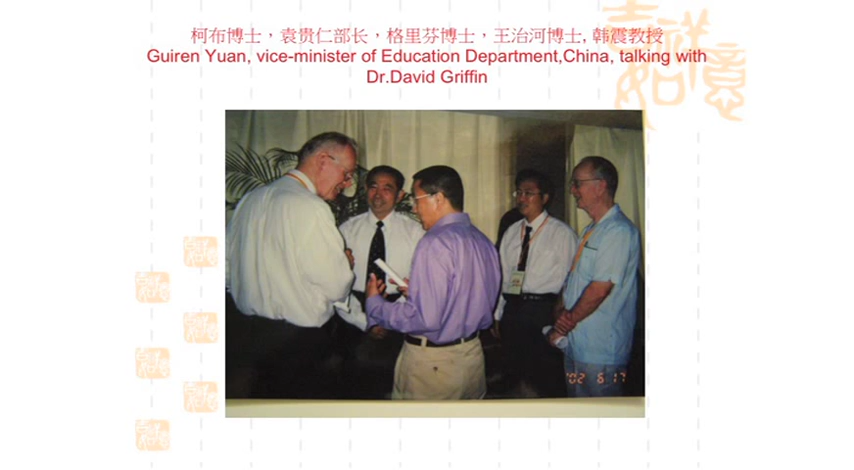 柯布博士，袁贵仁部长，格里芬博士，王治河博士, 韩震教授
Guiren Yuan, vice-minister of Education Department,China, talking with
Dr.David Griffin
'02 6 17